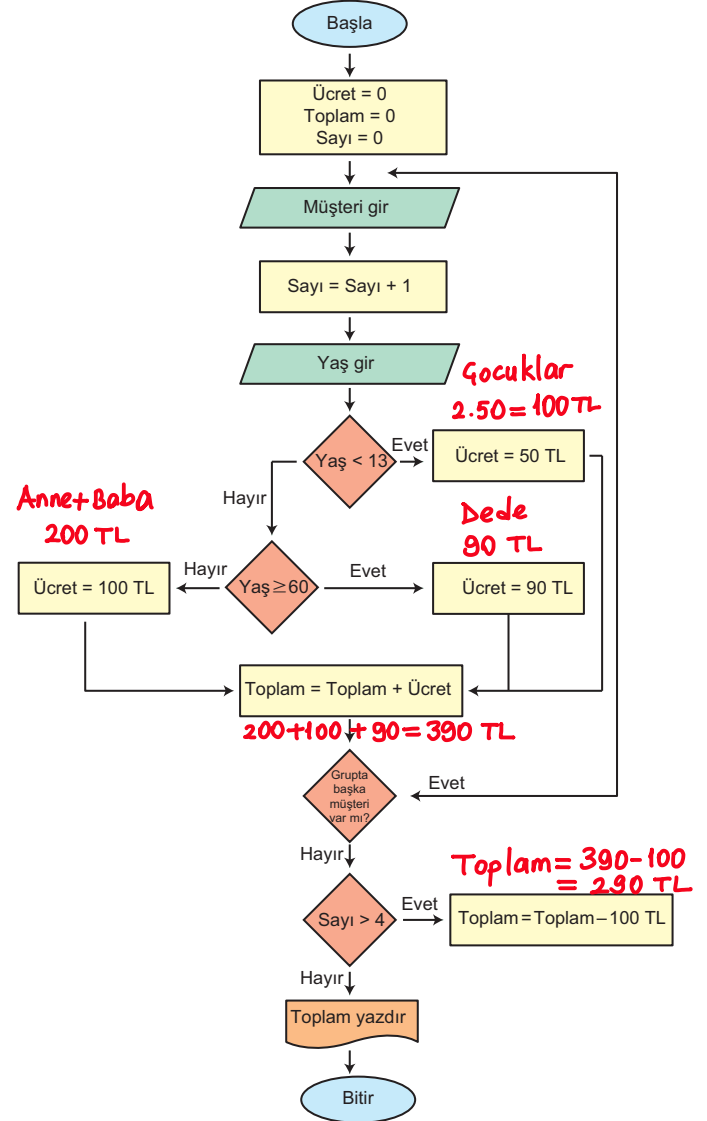 Başla
Ücret = 0
Toplam = 0
Sayı = 0
Müşteri gir
Sayı = Sayı + 1
Yaş gir
Gocuklar
2.50 = 100 TL
Yaş < 13
Evet
Ücret = 50 TL
Hayır
Anne+Baba
200 TL
Dede
90 TL
Ücret = 100 TL
Hayır
Yaş ≥ 60
Evet
Ücret = 90 TL
Toplam = Toplam + Ücret
200+100+90=390 TL
Grupta
başka
müşteri
var mı?
Evet
Hayır
Toplam = 390-100
= 290 TL
Sayı > 4
Evet
Toplam=Toplam–100 TL
Hayır
Toplam yazdır
Bitir